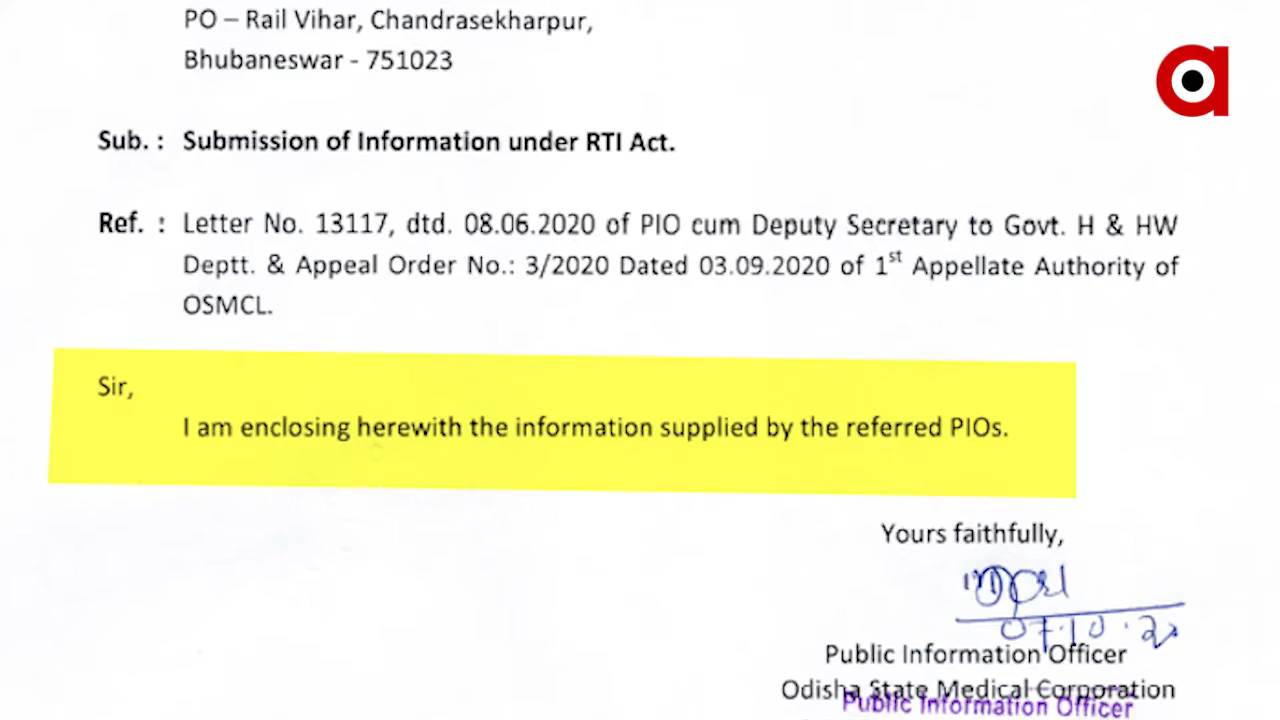 PO – Rail Vihar, Chandrasekharpur,
Bhubaneswar - 751023
Sub. : Submission of Information under RTI Act.
Ref. : Letter No. 13117, dtd. 08.06.2020 of PIO cum Deputy Secretary to Govt. H & HW
Deptt. & Appeal Order No.: 3/2020 Dated 03.09.2020 of 1st Appellate Authority of
OSMCL.
Sir,
I am enclosing herewith the information supplied by the referred PIOs.
Yours faithfully,
07.10.20
Public Information Officer
Odisha State Medical Corporation
Public Information Officer